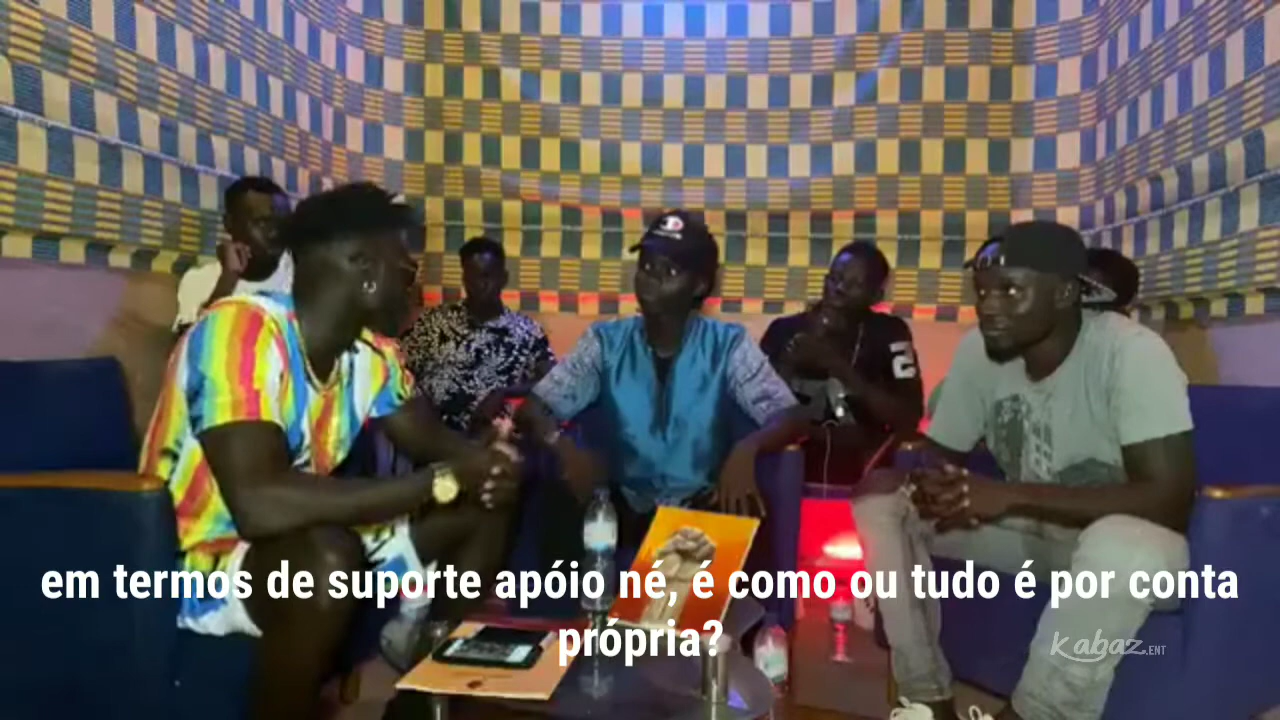 em termos de suporte apóio né, é como ou tudo é por conta
própria?
Kabaz.ENT